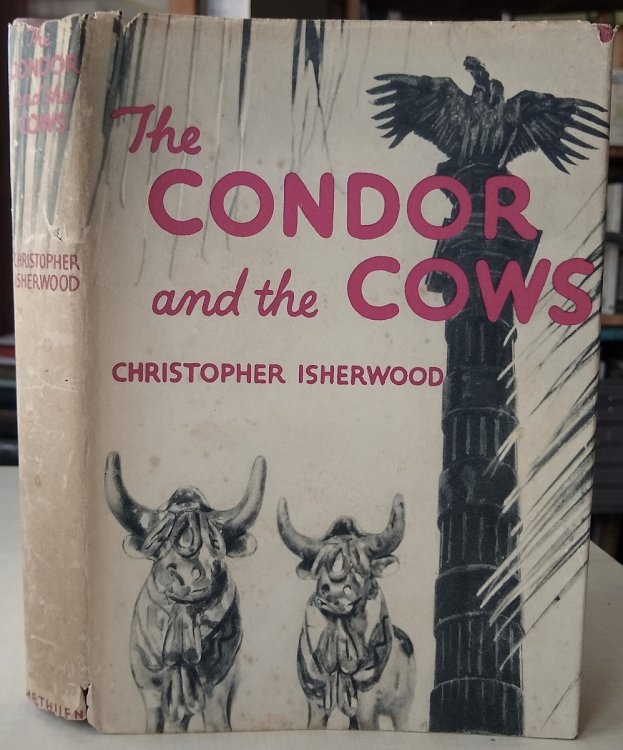 The
CONDOR
and the
COWS
CHRISTOPHER
ISHERWOOD
METHUEN
The
CONDOR
and the COWS
CHRISTOPHER ISHERWOOD